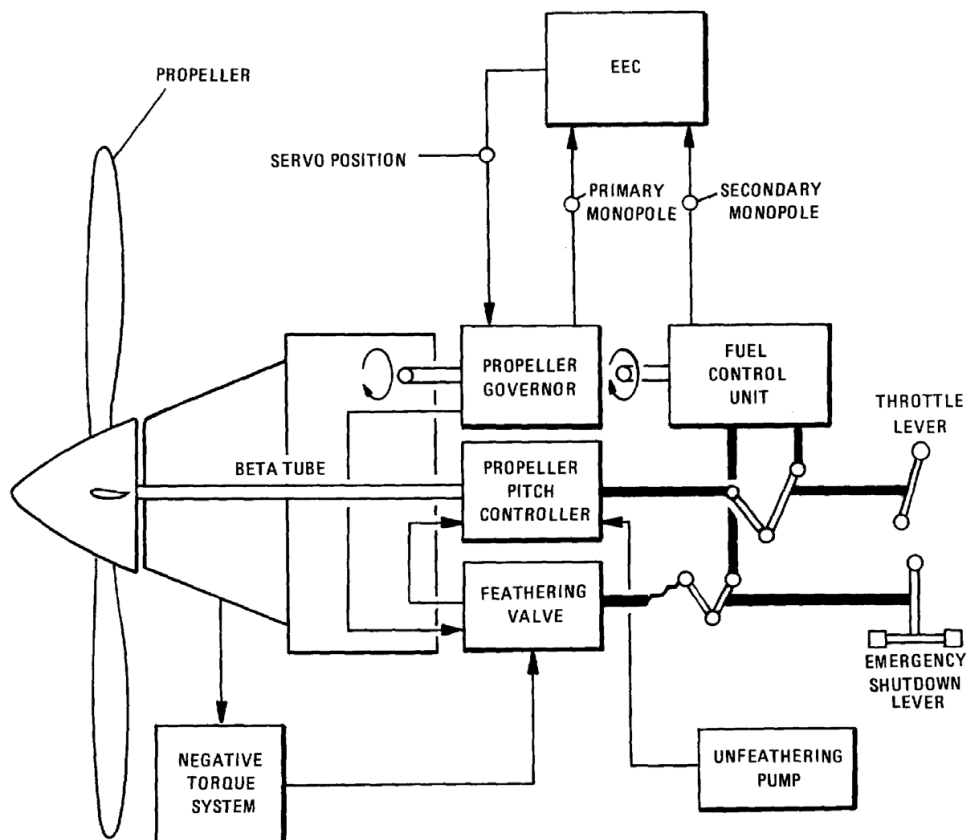 PROPELLER
EEC
SERVO POSITION
PRIMARY
MONOPOLE
SECONDARY
MONOPOLE
PROPELLER
GOVERNOR
FUEL
CONTROL
UNIT
THROTTLE
LEVER
BETA TUBE
PROPELLER
PITCH
CONTROLLER
FEATHERING
VALVE
EMERGENCY
SHUTDOWN
LEVER
NEGATIVE
TORQUE
SYSTEM
UNFEATHERING
PUMP